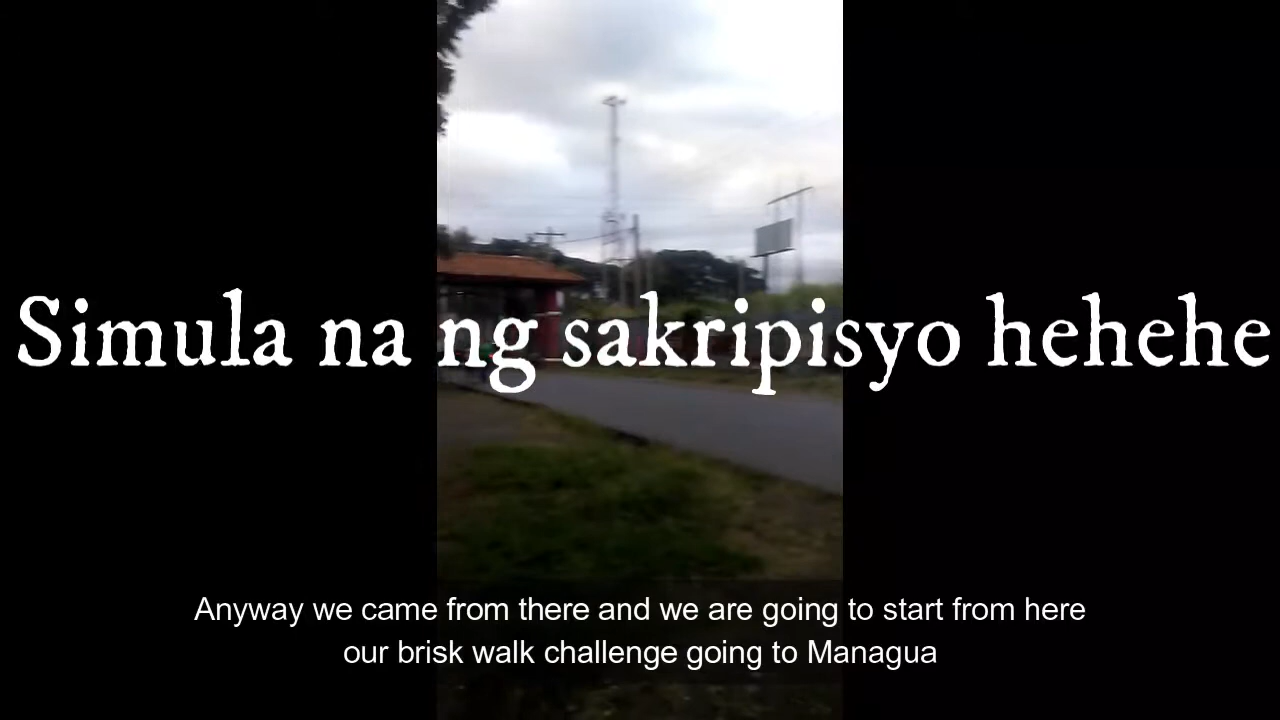 Simula na ng sakripisyo hehehe
Anyway we came from there and we are going to start from here
our brisk walk challenge going to Managua